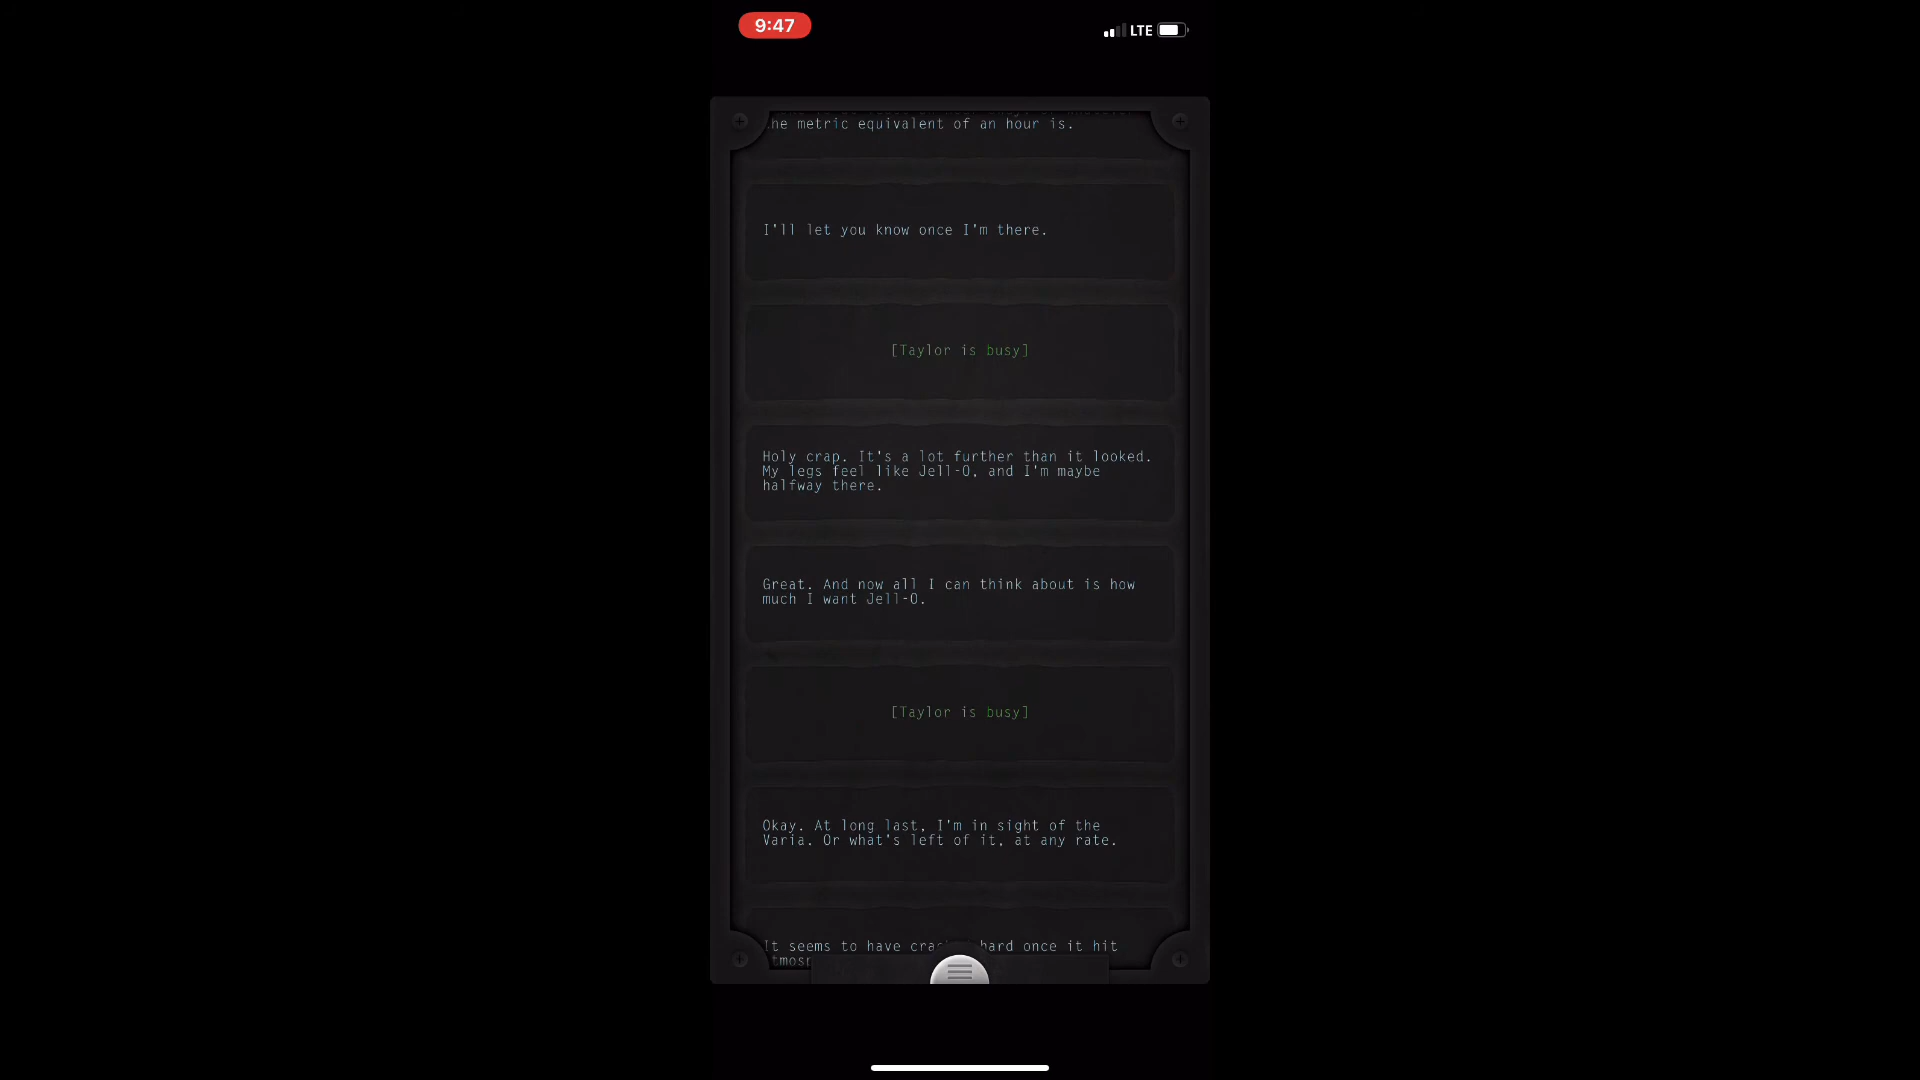 9:47
LTE
he metric equivalent of an hour is.
I'll let you know once I'm there.
[Taylor is busy]
Holy crap. It's a lot further than it looked.
My legs feel like Jell-O, and I'm maybe
halfway there.
Great. And now all I can think about is how
much I want Jell-O.
[Taylor is busy]
Okay. At long last, I'm in sight of the
Varia. Or what's left of it, at any rate.
It seems to have hard once it hit